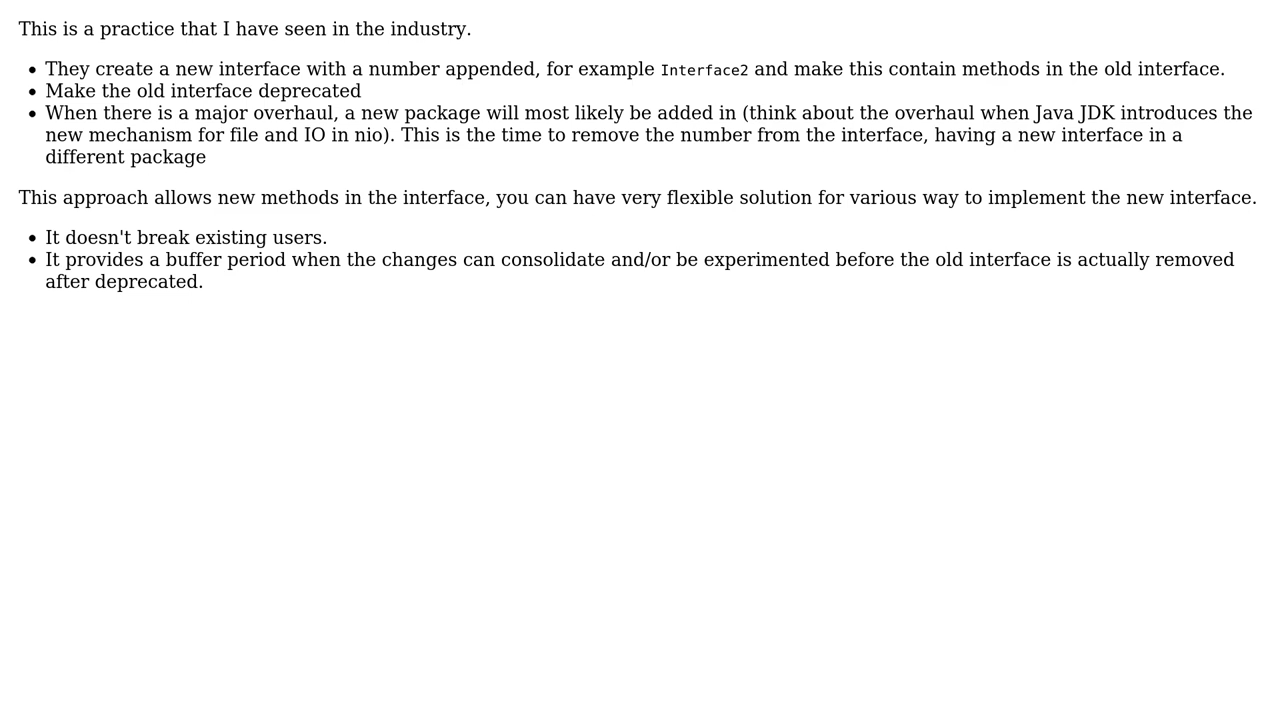 This is a practice that I have seen in the industry.
• They create a new interface with a number appended, for example Interface2 and make this contain methods in the old interface.
• Make the old interface deprecated
• When there is a major overhaul, a new package will most likely be added in (think about the overhaul when Java JDK introduces the
new mechanism for file and IO in nio). This is the time to remove the number from the interface, having a new interface in a
different package
This approach allows new methods in the interface, you can have very flexible solution for various way to implement the new interface.
• It doesn't break existing users.
• It provides a buffer period when the changes can consolidate and/or be experimented before the old interface is actually removed
after deprecated.